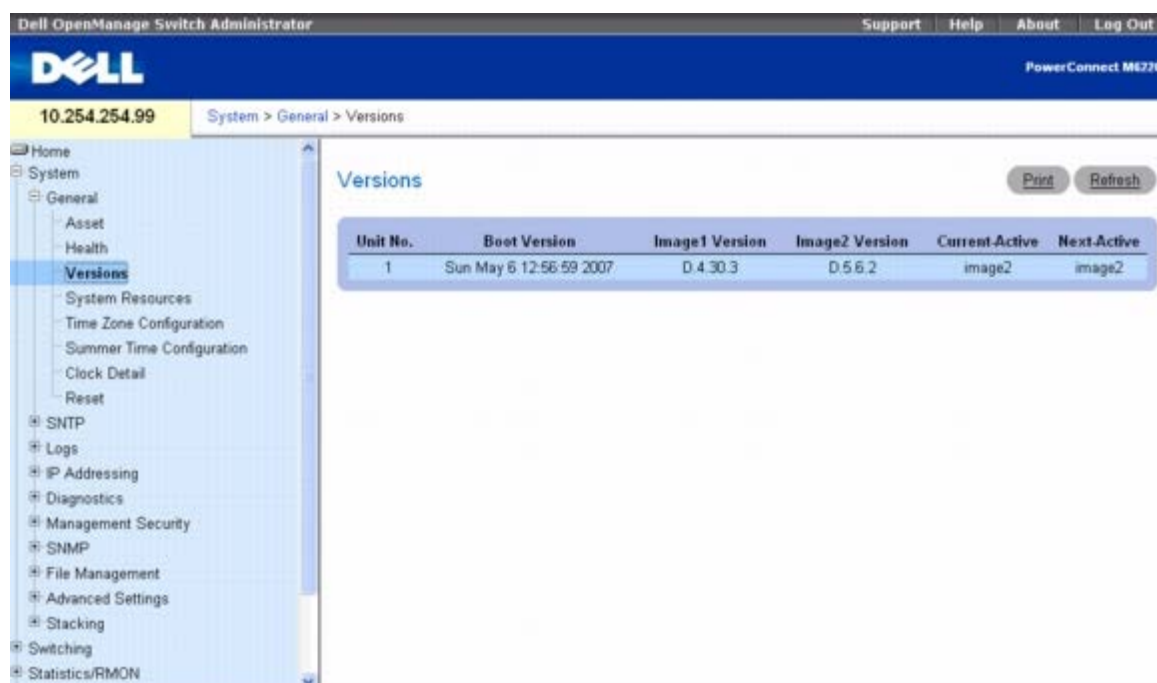 Dell OpenManage Switch Administrator
Support Help About Log Out
DELL
PowerConnect M6220
10.254.254.99
System > General > Versions
Home
System
General
Asset
Health
Versions
System Resources
Time Zone Configuration
Summer Time Configuration
Clock Detail
Reset
SNTP
Logs
IP Addressing
Diagnostics
Management Security
SNMP
File Management
Advanced Settings
Stacking
Switching
Statistics/RMON
Versions
Print Refresh
Unit No. Boot Version Image1 Version Image2 Version Current-Active Next-Active
1 Sun May 6 12:56:59 2007 D.4.30.3 D.5.6.2 image2 image2